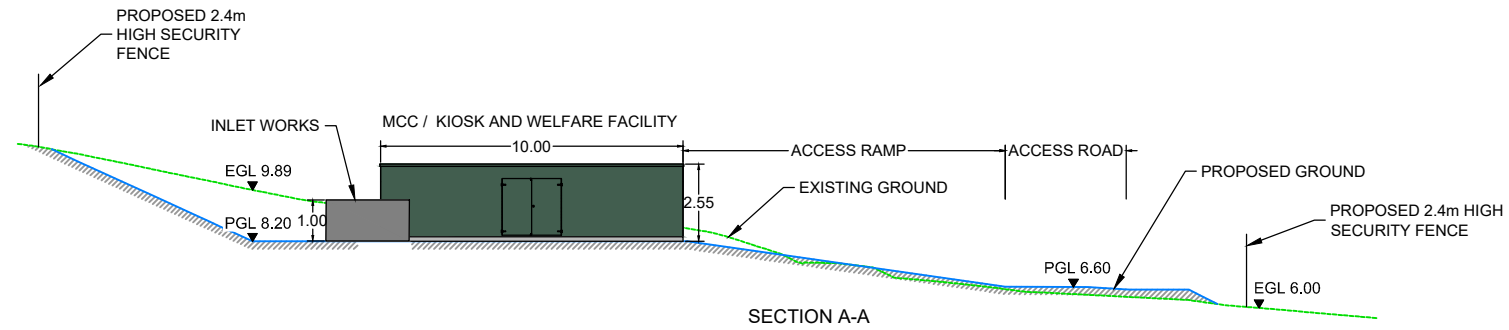 PROPOSED 2.4m
HIGH SECURITY
FENCE
INLET WORKS
MCC / KIOSK AND WELFARE FACILITY
10.00
ACCESS RAMP
ACCESS ROAD
EGL 9.89
EXISTING GROUND
PROPOSED GROUND
2.55
1.00
PGL 8.20
PROPOSED 2.4m HIGH
SECURITY FENCE
PGL 6.60
EGL 6.00
SECTION A-A